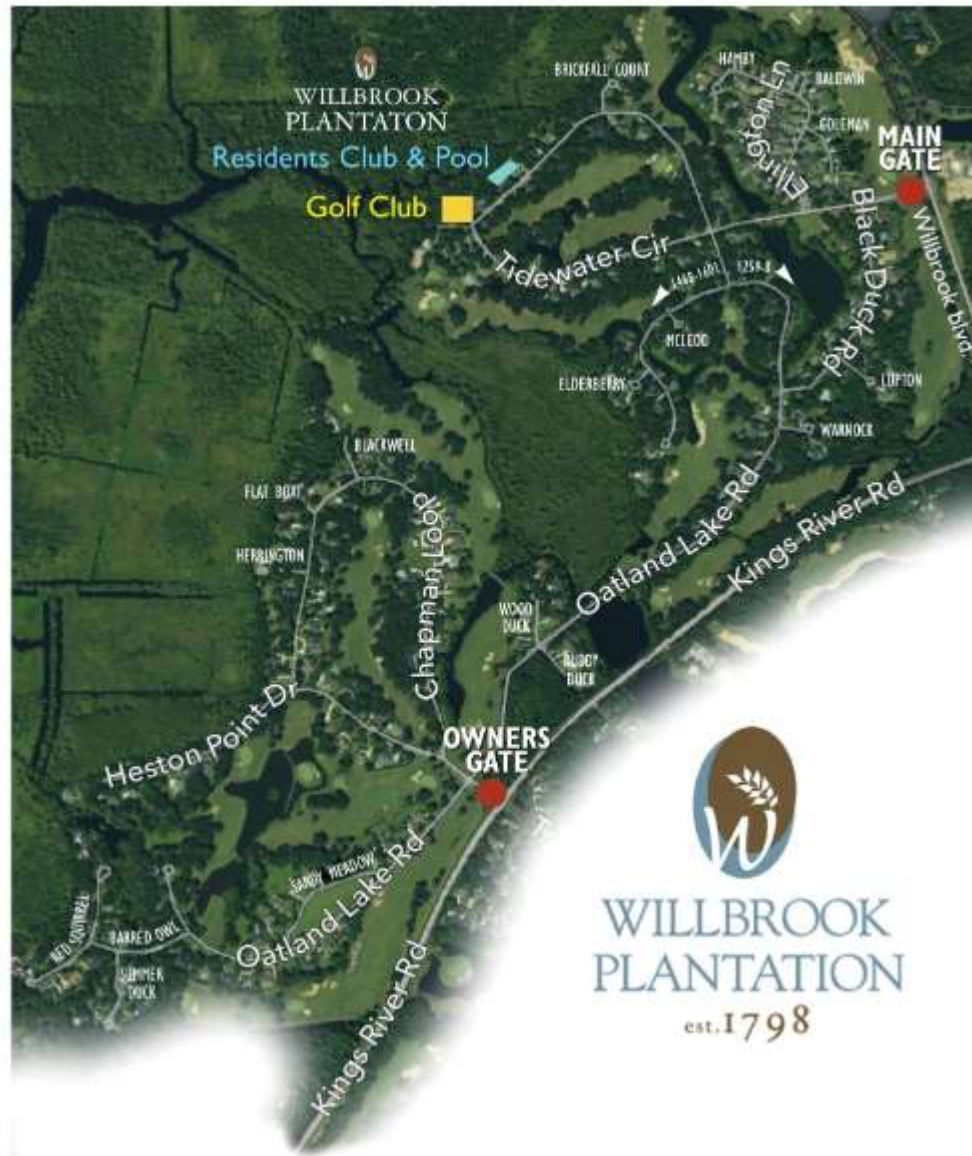 WILLBROOK
PLANTATON
Residents Club & Pool
Golf Club
BRICKFALL COURT
HAMBY
BALDWIN
COLEMAN
Ellington Ln
MAIN
GATE
Willbrook blvd.
Black Duck Rd
Tidewater Cir
MCLEOD
ELDERBERRY
LUPTON
WARNOCK
BLACKWELL
FLAT BOAT
HERRINGTON
Chapman Loop
Oatland Lake Rd
Kings River Rd
WOOD
DUCK
RUDDY
DUCK
Heston Point Dr
OWNERS
GATE
SANDY MEADOW
Oatland Lake Rd
RED SQUIRREL
BARRED OWL
SUMMER
DUCK
Kings River Rd
W
WILLBROOK
PLANTATION
est.1798